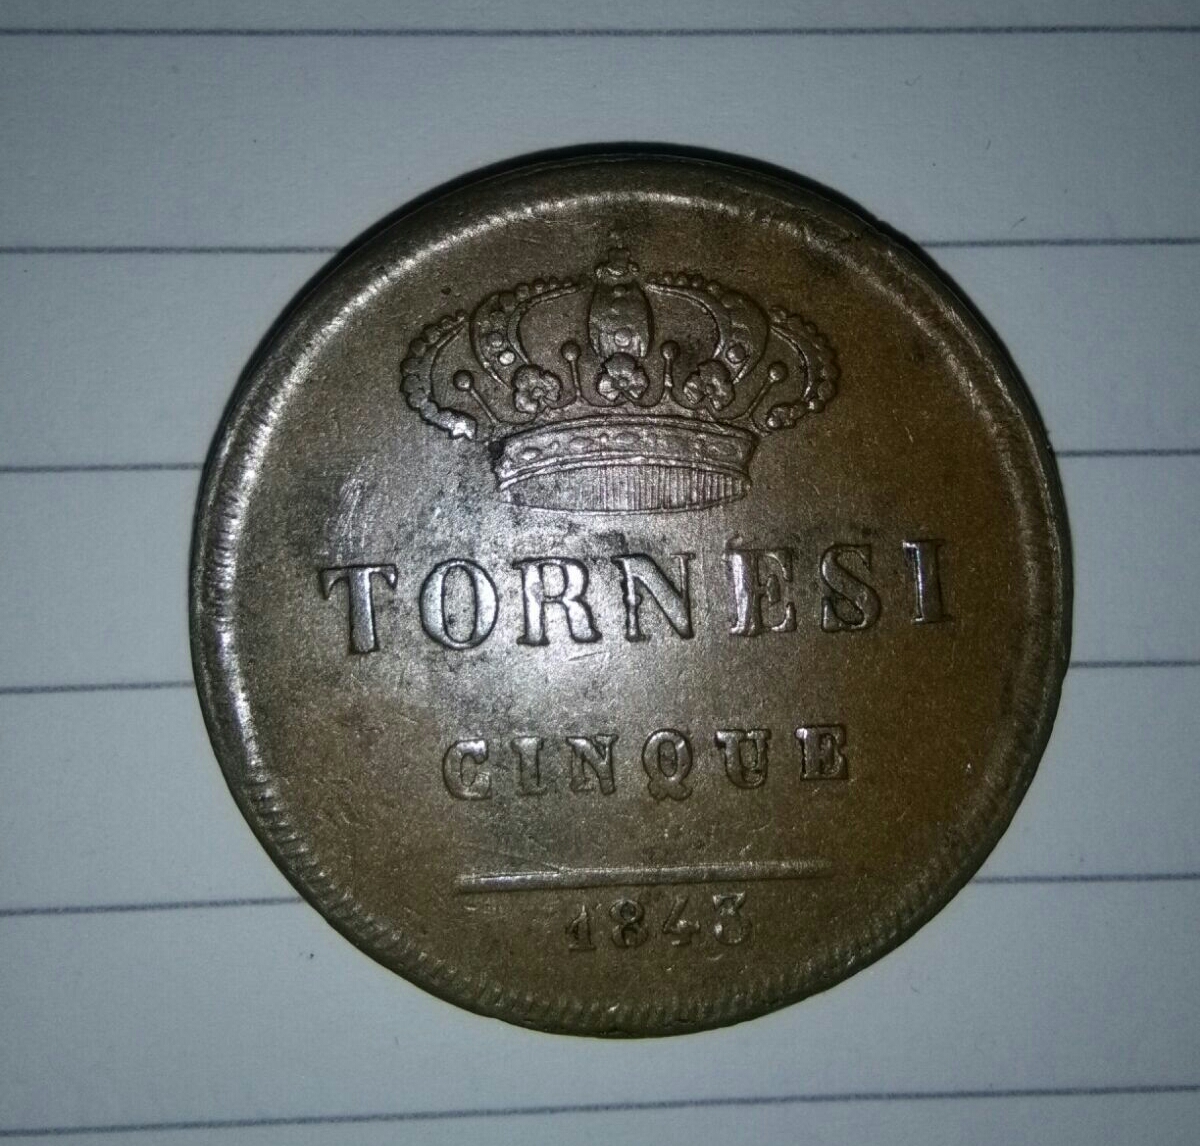 TORNESI
CINQUE
1843